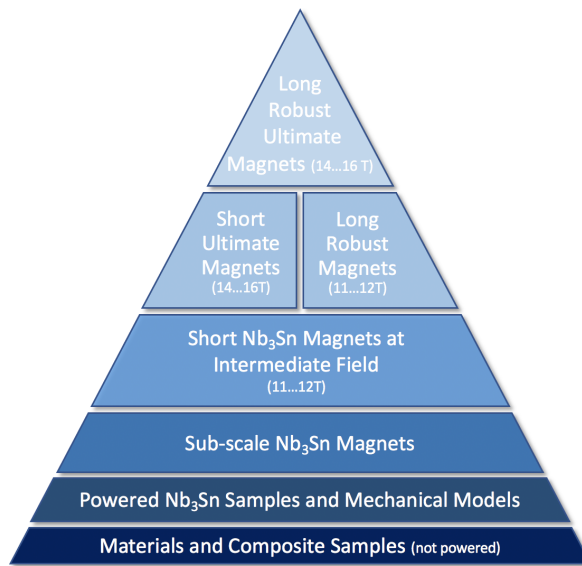 Long
Robust
Ultimate
Magnets (14...16 T)
Short
Ultimate
Magnets
(14...16T)
Long
Robust
Magnets
(11...12T)
Short Nb₃Sn Magnets at
Intermediate Field
(11...12T)
Sub-scale Nb₃Sn Magnets
Powered Nb₃Sn Samples and Mechanical Models
Materials and Composite Samples (not powered)